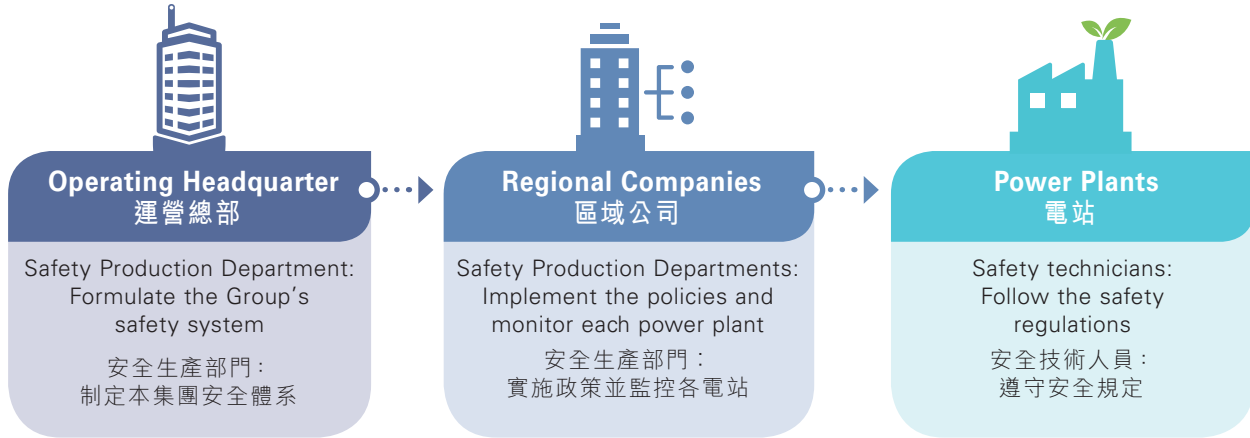 Operating Headquarter
運營總部
Safety Production Department:
Formulate the Group's
safety system
安全生產部門：
制定本集團安全體系
Regional Companies
區域公司
Safety Production Departments:
Implement the policies and
monitor each power plant
安全生產部門：
實施政策並監控各電站
Power Plants
電站
Safety technicians:
Follow the safety
regulations
安全技術人員：
遵守安全規定